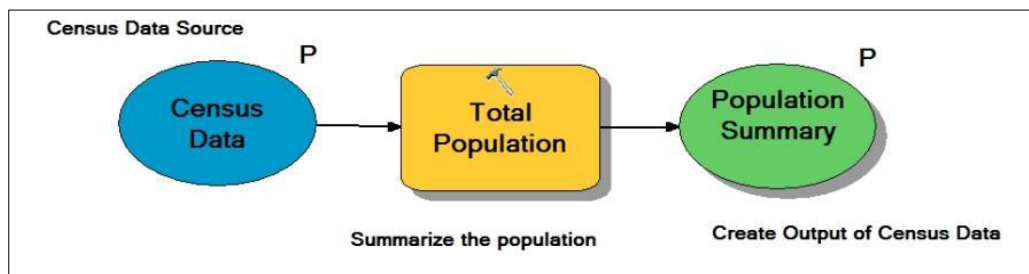 Census Data Source
P
Census
Data
Total
Population
P
Population
Summary
Summarize the population
Create Output of Census Data